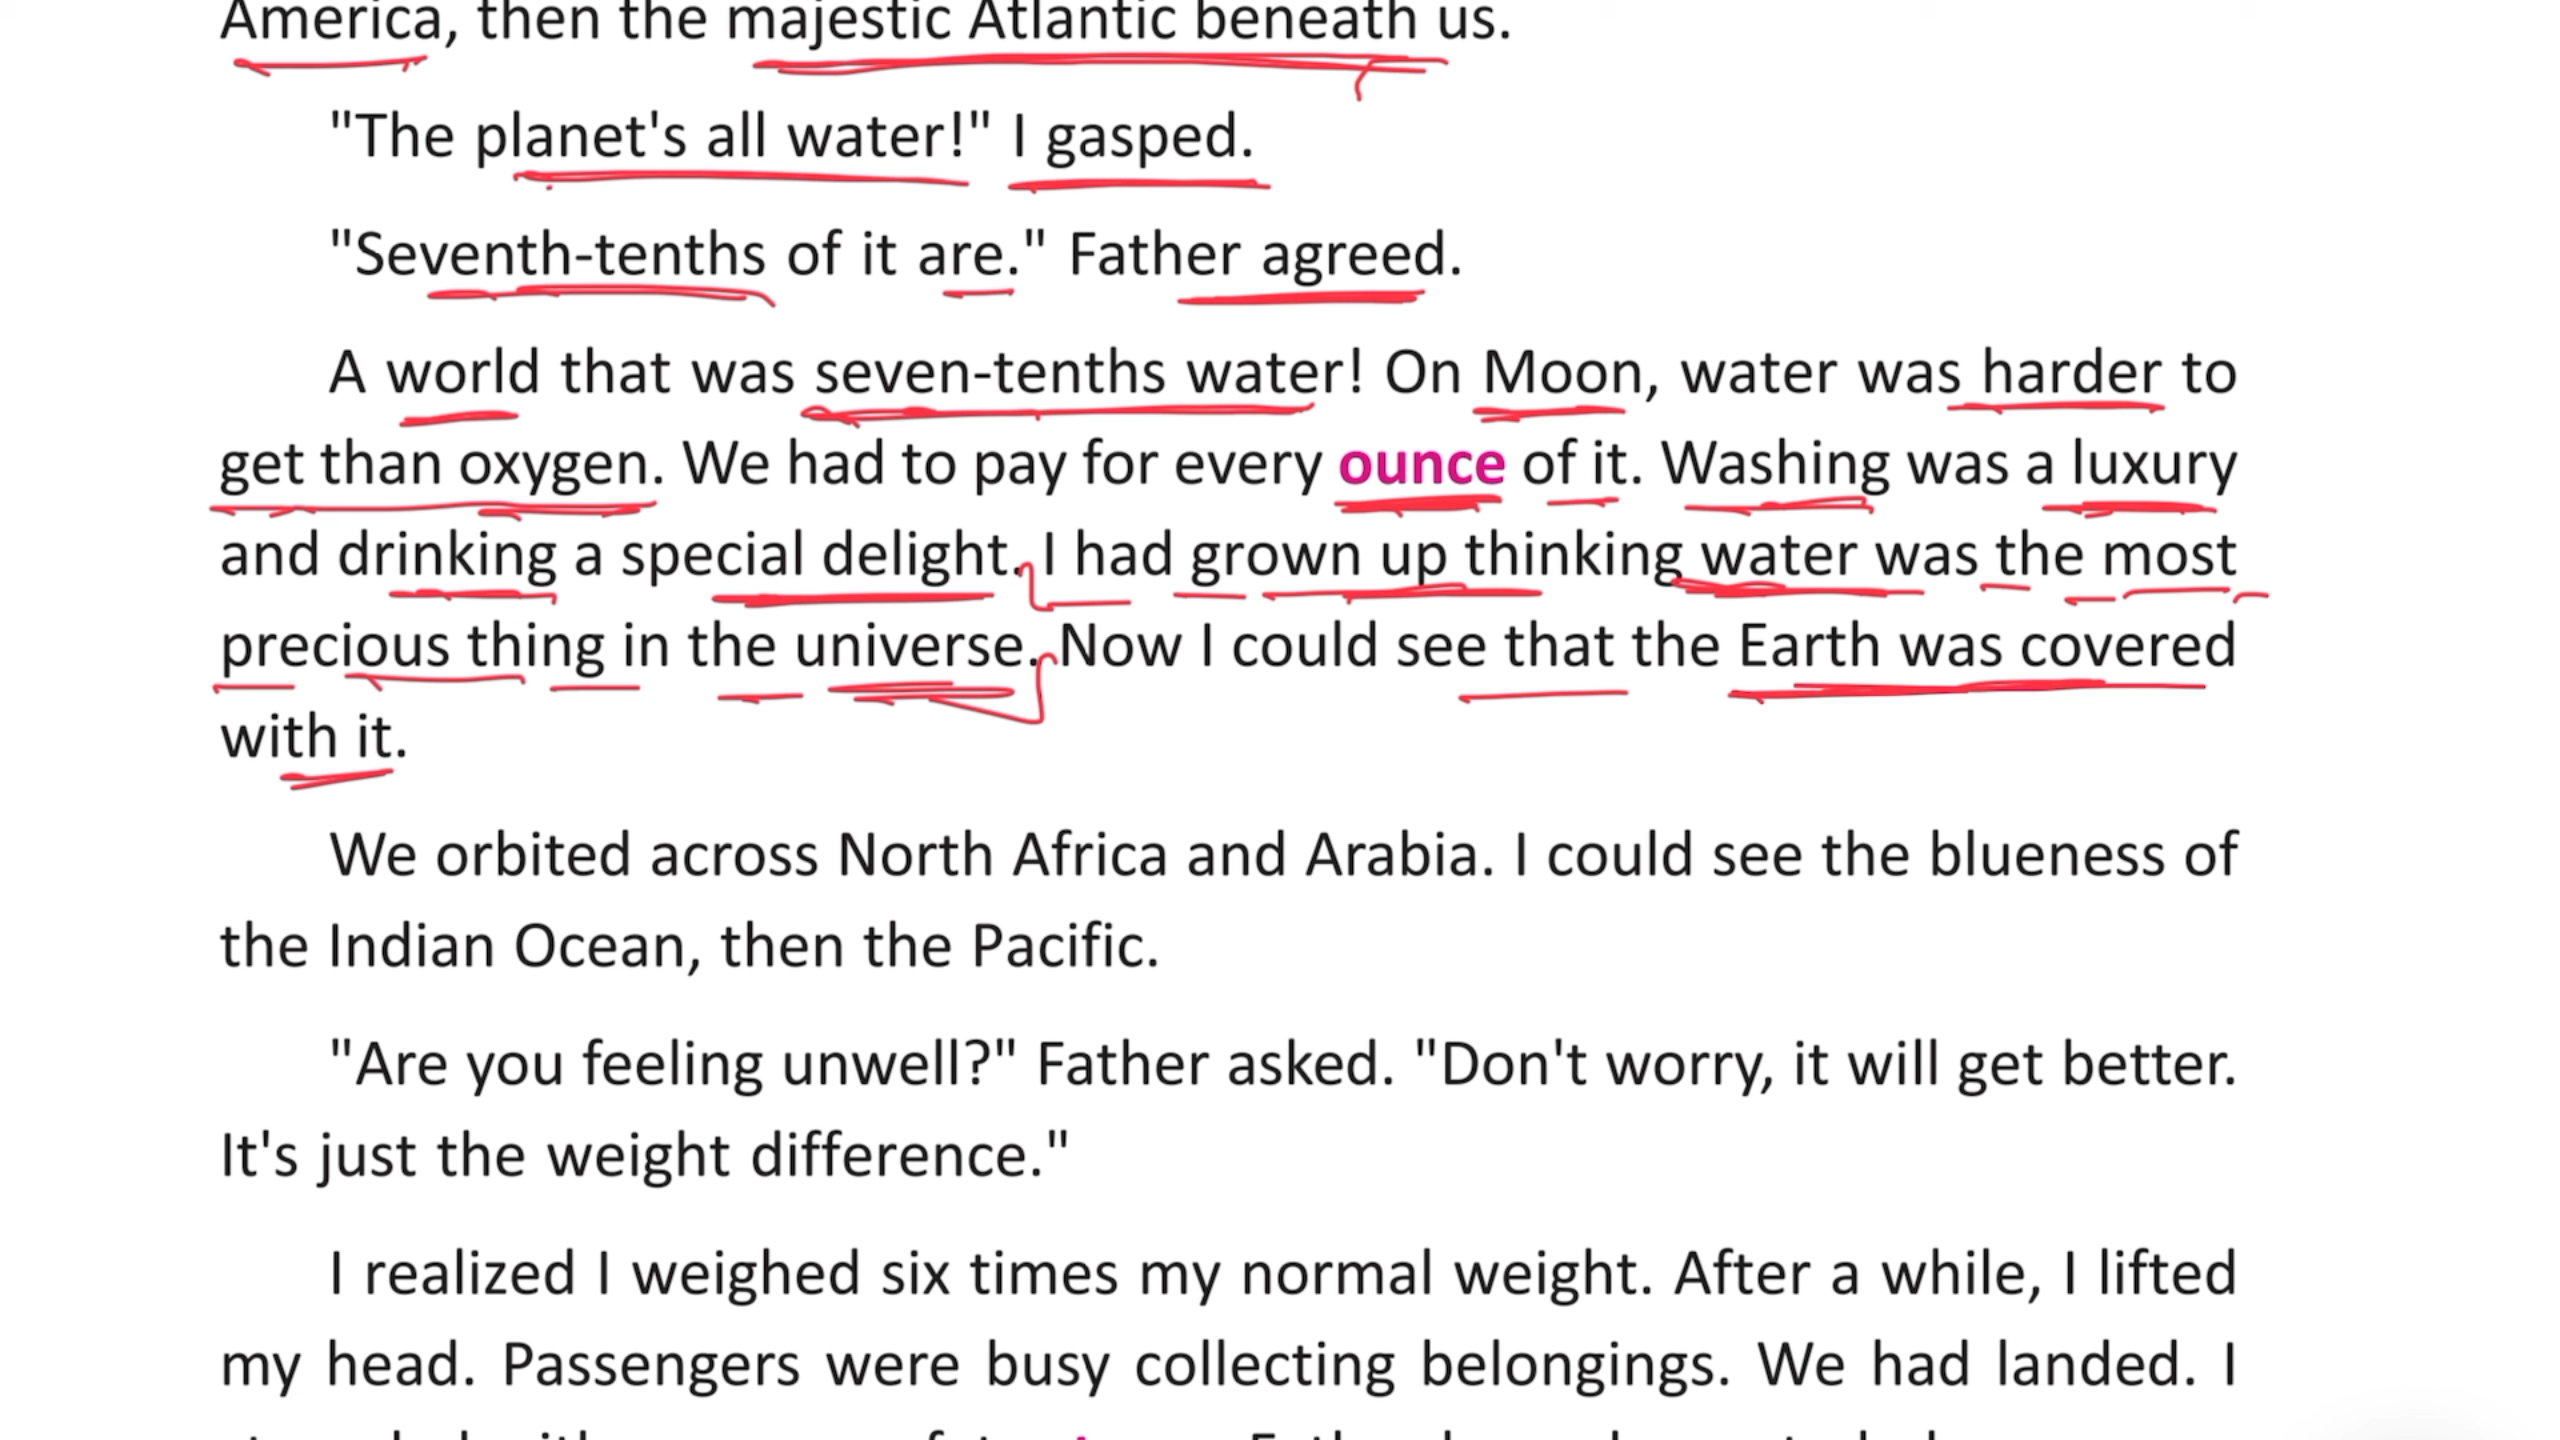 America, then the majestic Atlantic beneath us.
"The planet's all water!" I gasped.
"Seventh-tenths of it are." Father agreed.
A world that was seven-tenths water! On Moon, water was harder to
get than oxygen. We had to pay for every ounce of it. Washing was a luxury
and drinking a special delight. I had grown up thinking water was the most
precious thing in the universe. Now I could see that the Earth was covered
with it.
We orbited across North Africa and Arabia. I could see the blueness of
the Indian Ocean, then the Pacific.
"Are you feeling unwell?" Father asked. "Don't worry, it will get better.
It's just the weight difference."
I realized I weighed six times my normal weight. After a while, I lifted
my head. Passengers were busy collecting belongings. We had landed. I